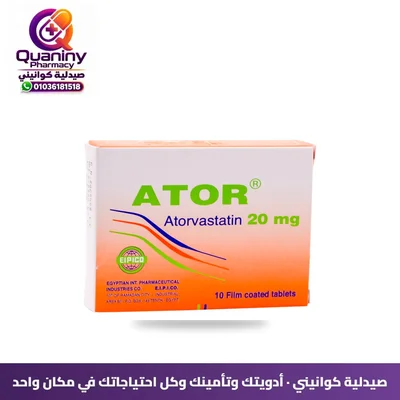 Quaniny
Pharmacy
صيدلية كوانيني
01036181518
ATOR®
Atorvastatin 20 mg
EIPICO
EGYPTIAN INT. PHARMACEUTICAL
INDUSTRIES CO. E.I.P.I.CO.
10 Film coated tablets
صيدلية كوانيني - أدويتك وتأمينك وكل احتياجاتك في مكان واحد